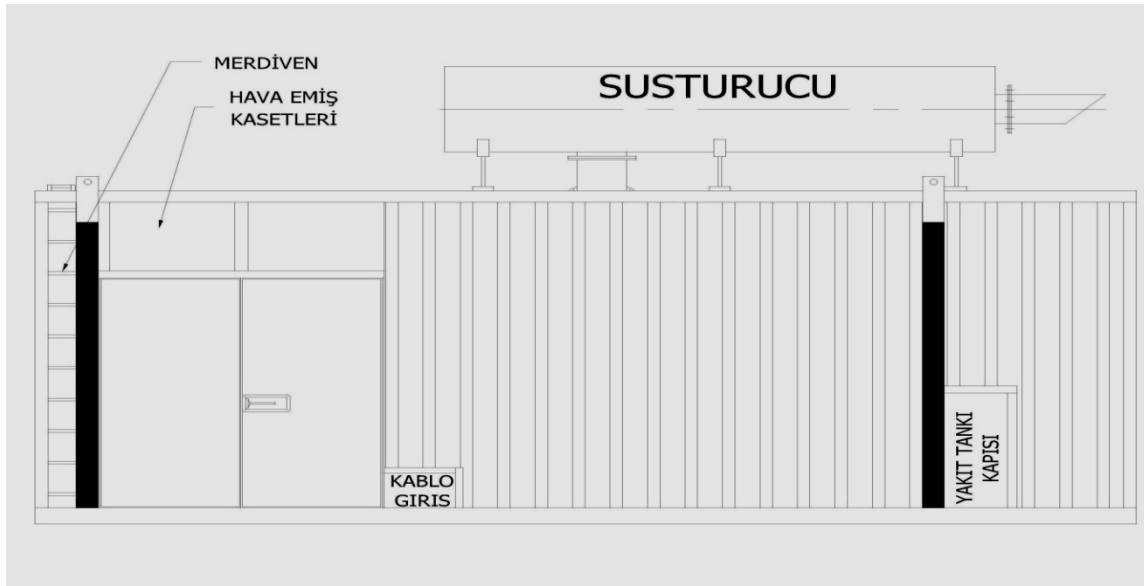 MERDİVEN
HAVA EMİŞ
KASETLERİ
SUSTURUCU
KABLO
GIRIS
YAKIT TANKI
KAPISI